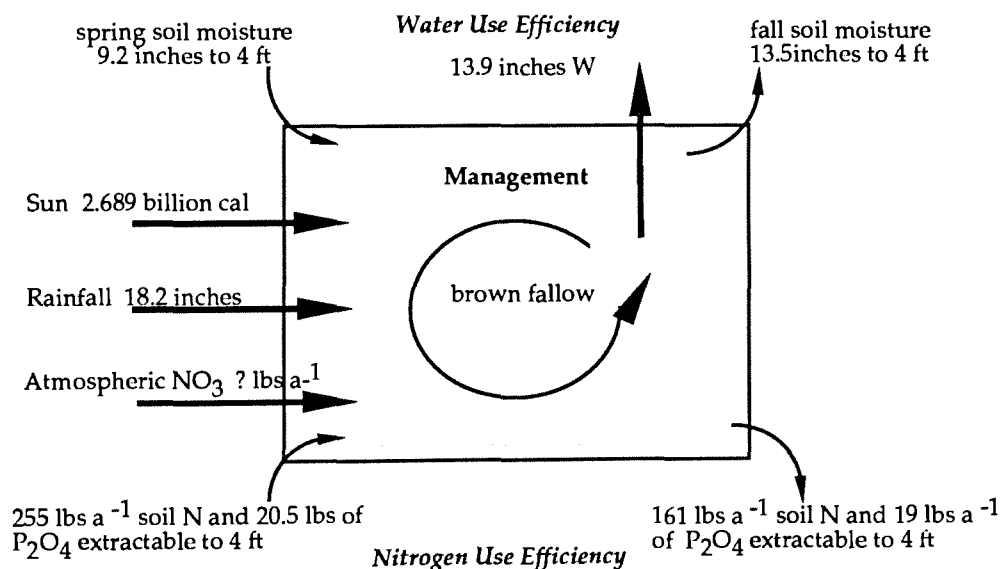 Water Use Efficiency
spring soil moisture
9.2 inches to 4 ft
13.9 inches W
fall soil moisture
13.5inches to 4 ft
Management
Sun 2.689 billion cal
Rainfall 18.2 inches
brown fallow
Atmospheric NO3 ? lbs a-1
255 lbs a -1 soil N and 20.5 lbs of
P2O4 extractable to 4 ft
161 lbs a -1 soil N and 19 lbs a -1
of P2O4 extractable to 4 ft
Nitrogen Use Efficiency